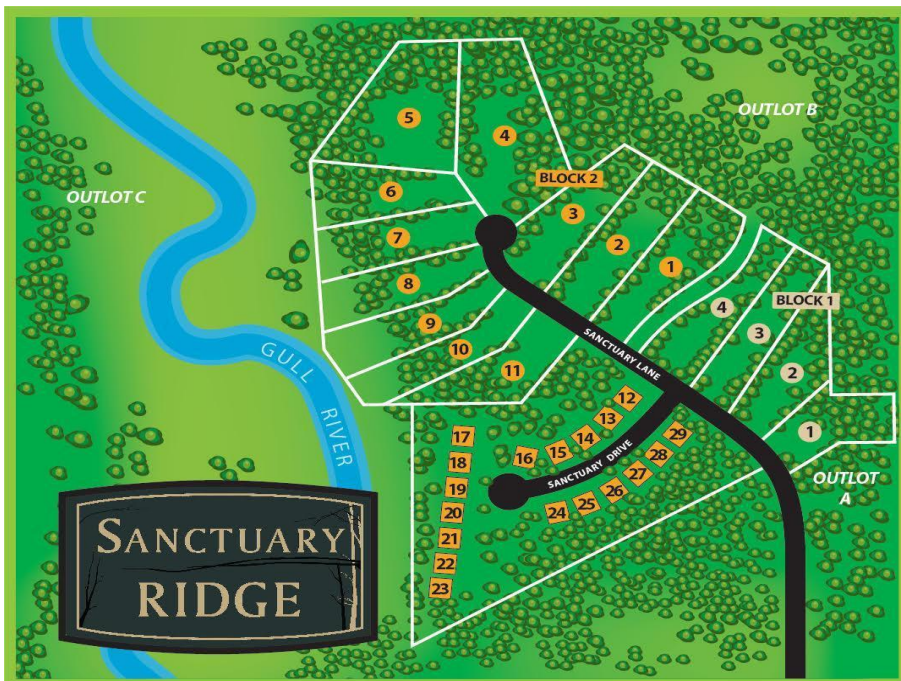 5
4
OUTLOT B
BLOCK 2
6
OUTLOT C
3
7
2
1
8
BLOCK 1
4
9
3
10
SANCTUARY LANE
11
2
12
13
1
14
29
17
15
28
16
18
SANCTUARY DRIVE
27
OUTLOT
A
19
26
25
24
20
21
22
23
GULL
RIVER
SANCTUARY
RIDGE